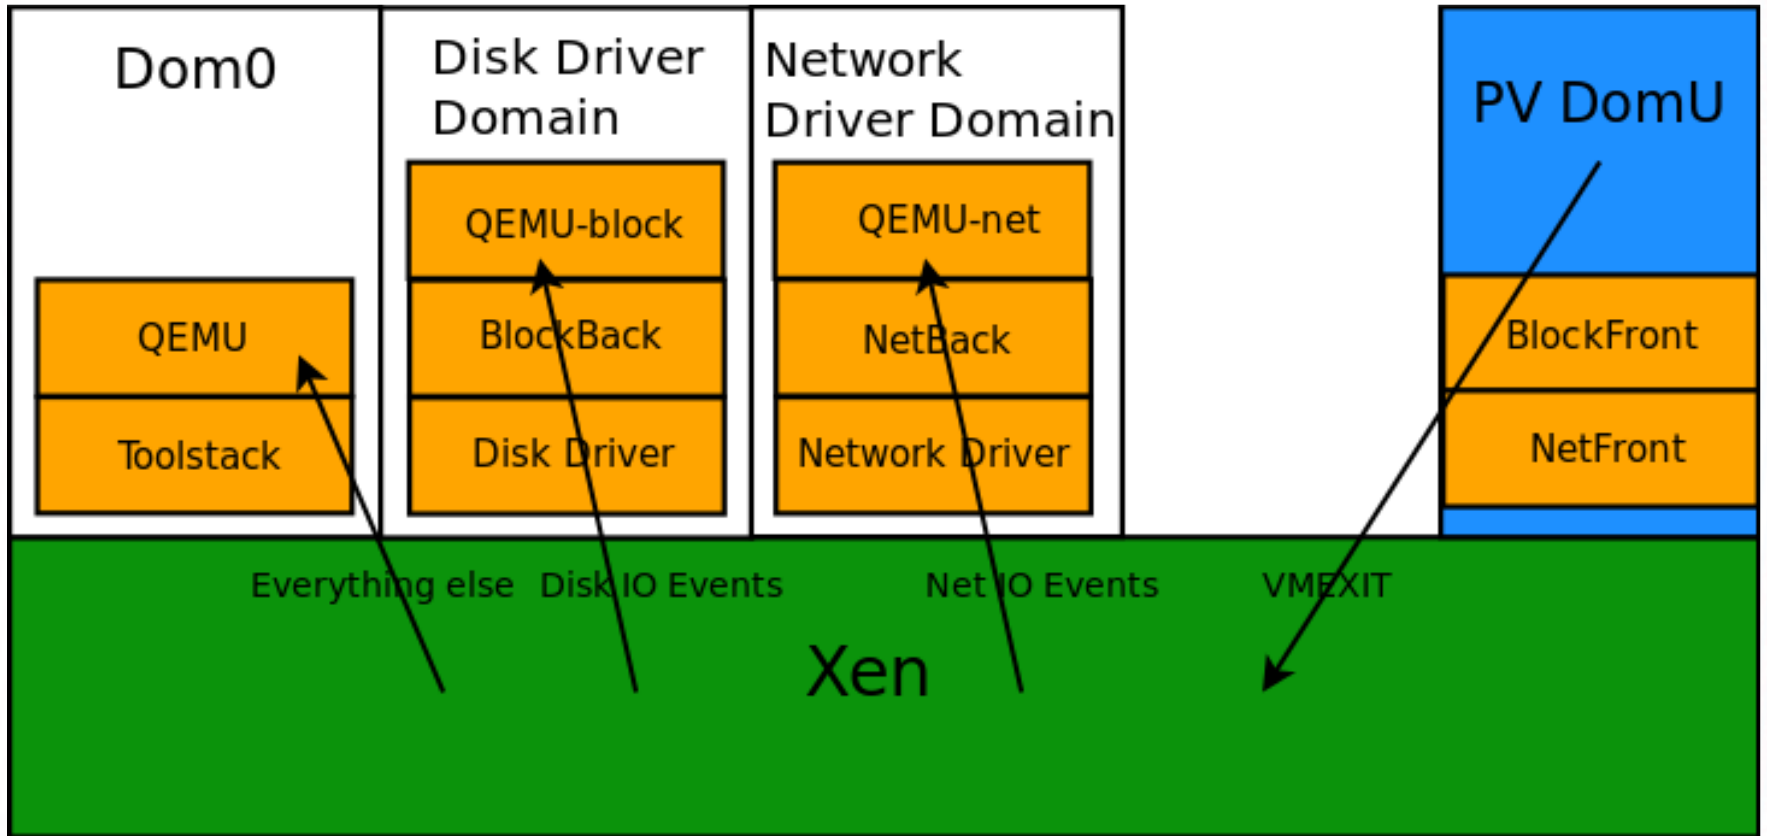 Dom0
Disk Driver
Domain
Network
Driver Domain
PV DomU
QEMU-block
QEMU-net
QEMU
BlockBack
NetBack
BlockFront
Toolstack
Disk Driver
Network Driver
NetFront
Everything else
Disk IO Events
Net IO Events
VMEXIT
Xen